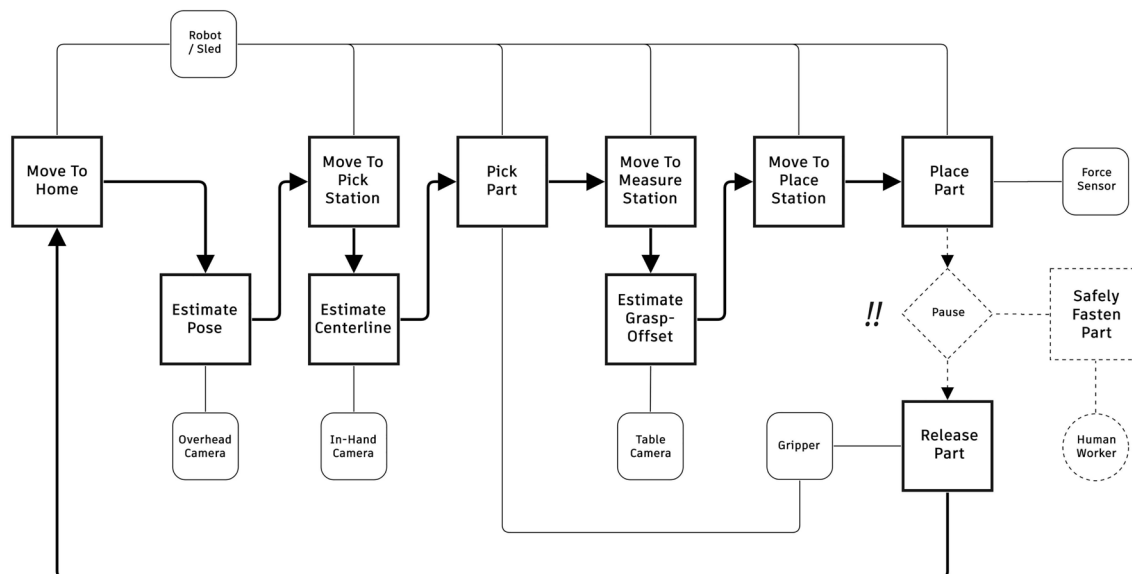 Robot
/ Sled
Move To
Home
Move To
Pick
Station
Pick
Part
Move To
Measure
Station
Move To
Place
Station
Place
Part
Force
Sensor
Estimate
Pose
Estimate
Centerline
Estimate
Grasp-
Offset
!!
Pause
Safely
Fasten
Part
Overhead
Camera
In-Hand
Camera
Table
Camera
Gripper
Release
Part
Human
Worker